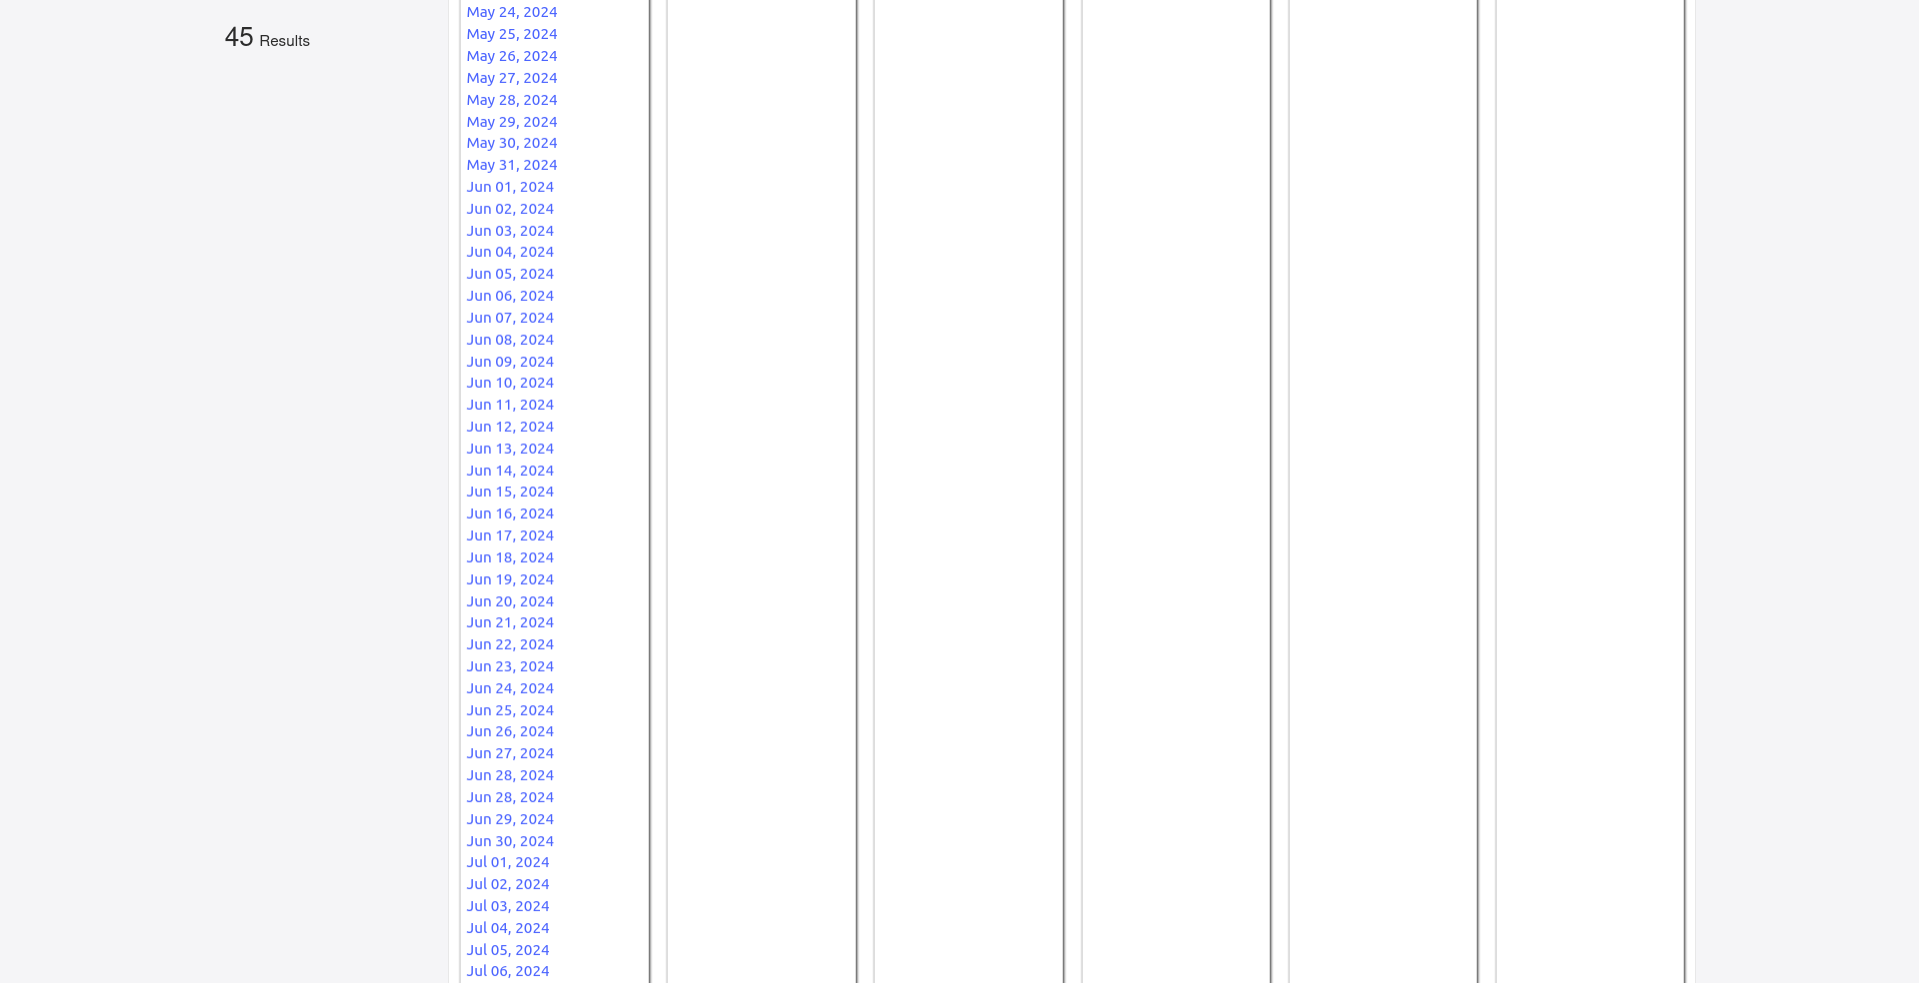 45 Results
May 24, 2024
May 25, 2024
May 26, 2024
May 27, 2024
May 28, 2024
May 29, 2024
May 30, 2024
May 31, 2024
Jun 01, 2024
Jun 02, 2024
Jun 03, 2024
Jun 04, 2024
Jun 05, 2024
Jun 06, 2024
Jun 07, 2024
Jun 08, 2024
Jun 09, 2024
Jun 10, 2024
Jun 11, 2024
Jun 12, 2024
Jun 13, 2024
Jun 14, 2024
Jun 15, 2024
Jun 16, 2024
Jun 17, 2024
Jun 18, 2024
Jun 19, 2024
Jun 20, 2024
Jun 21, 2024
Jun 22, 2024
Jun 23, 2024
Jun 24, 2024
Jun 25, 2024
Jun 26, 2024
Jun 27, 2024
Jun 28, 2024
Jun 28, 2024
Jun 29, 2024
Jun 30, 2024
Jul 01, 2024
Jul 02, 2024
Jul 03, 2024
Jul 04, 2024
Jul 05, 2024
Jul 06, 2024